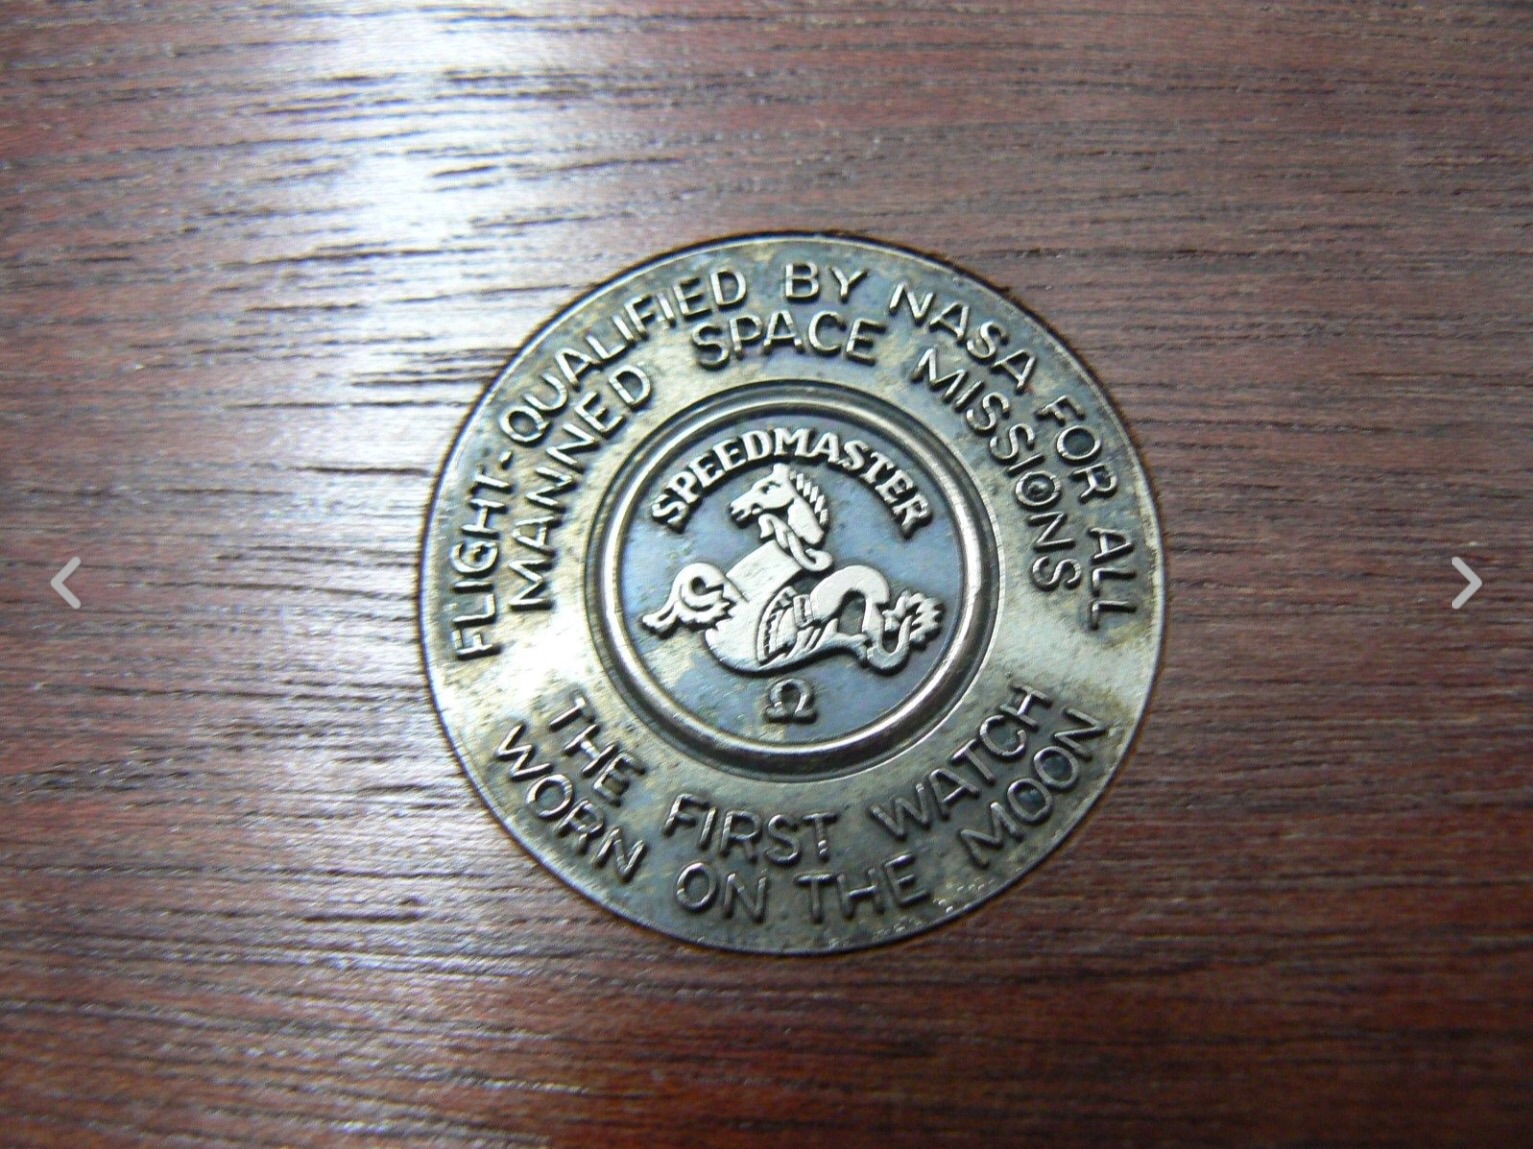 FLIGHT-QUALIFIED BY NASA FOR ALL
MANNED SPACE MISSIONS
SPEEDMASTER
Ω
THE FIRST WATCH
WORN ON THE MOON